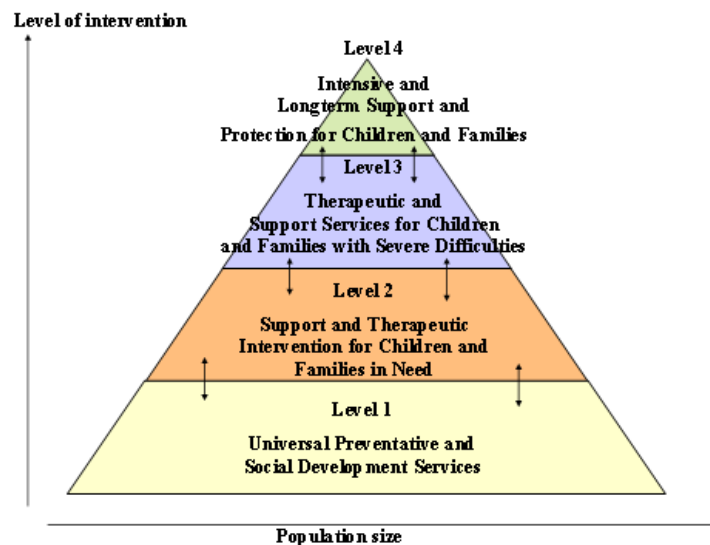 Level of intervention
Level 4
Intensive and
Longterm Support and
Protection for Children and Families
Level 3
Therapeutic and
Support Services for Children
and Families with Severe Difficulties
Level 2
Support and Therapeutic
Intervention for Children and
Families in Need
Level 1
Universal Preventative and
Social Development Services
Population size